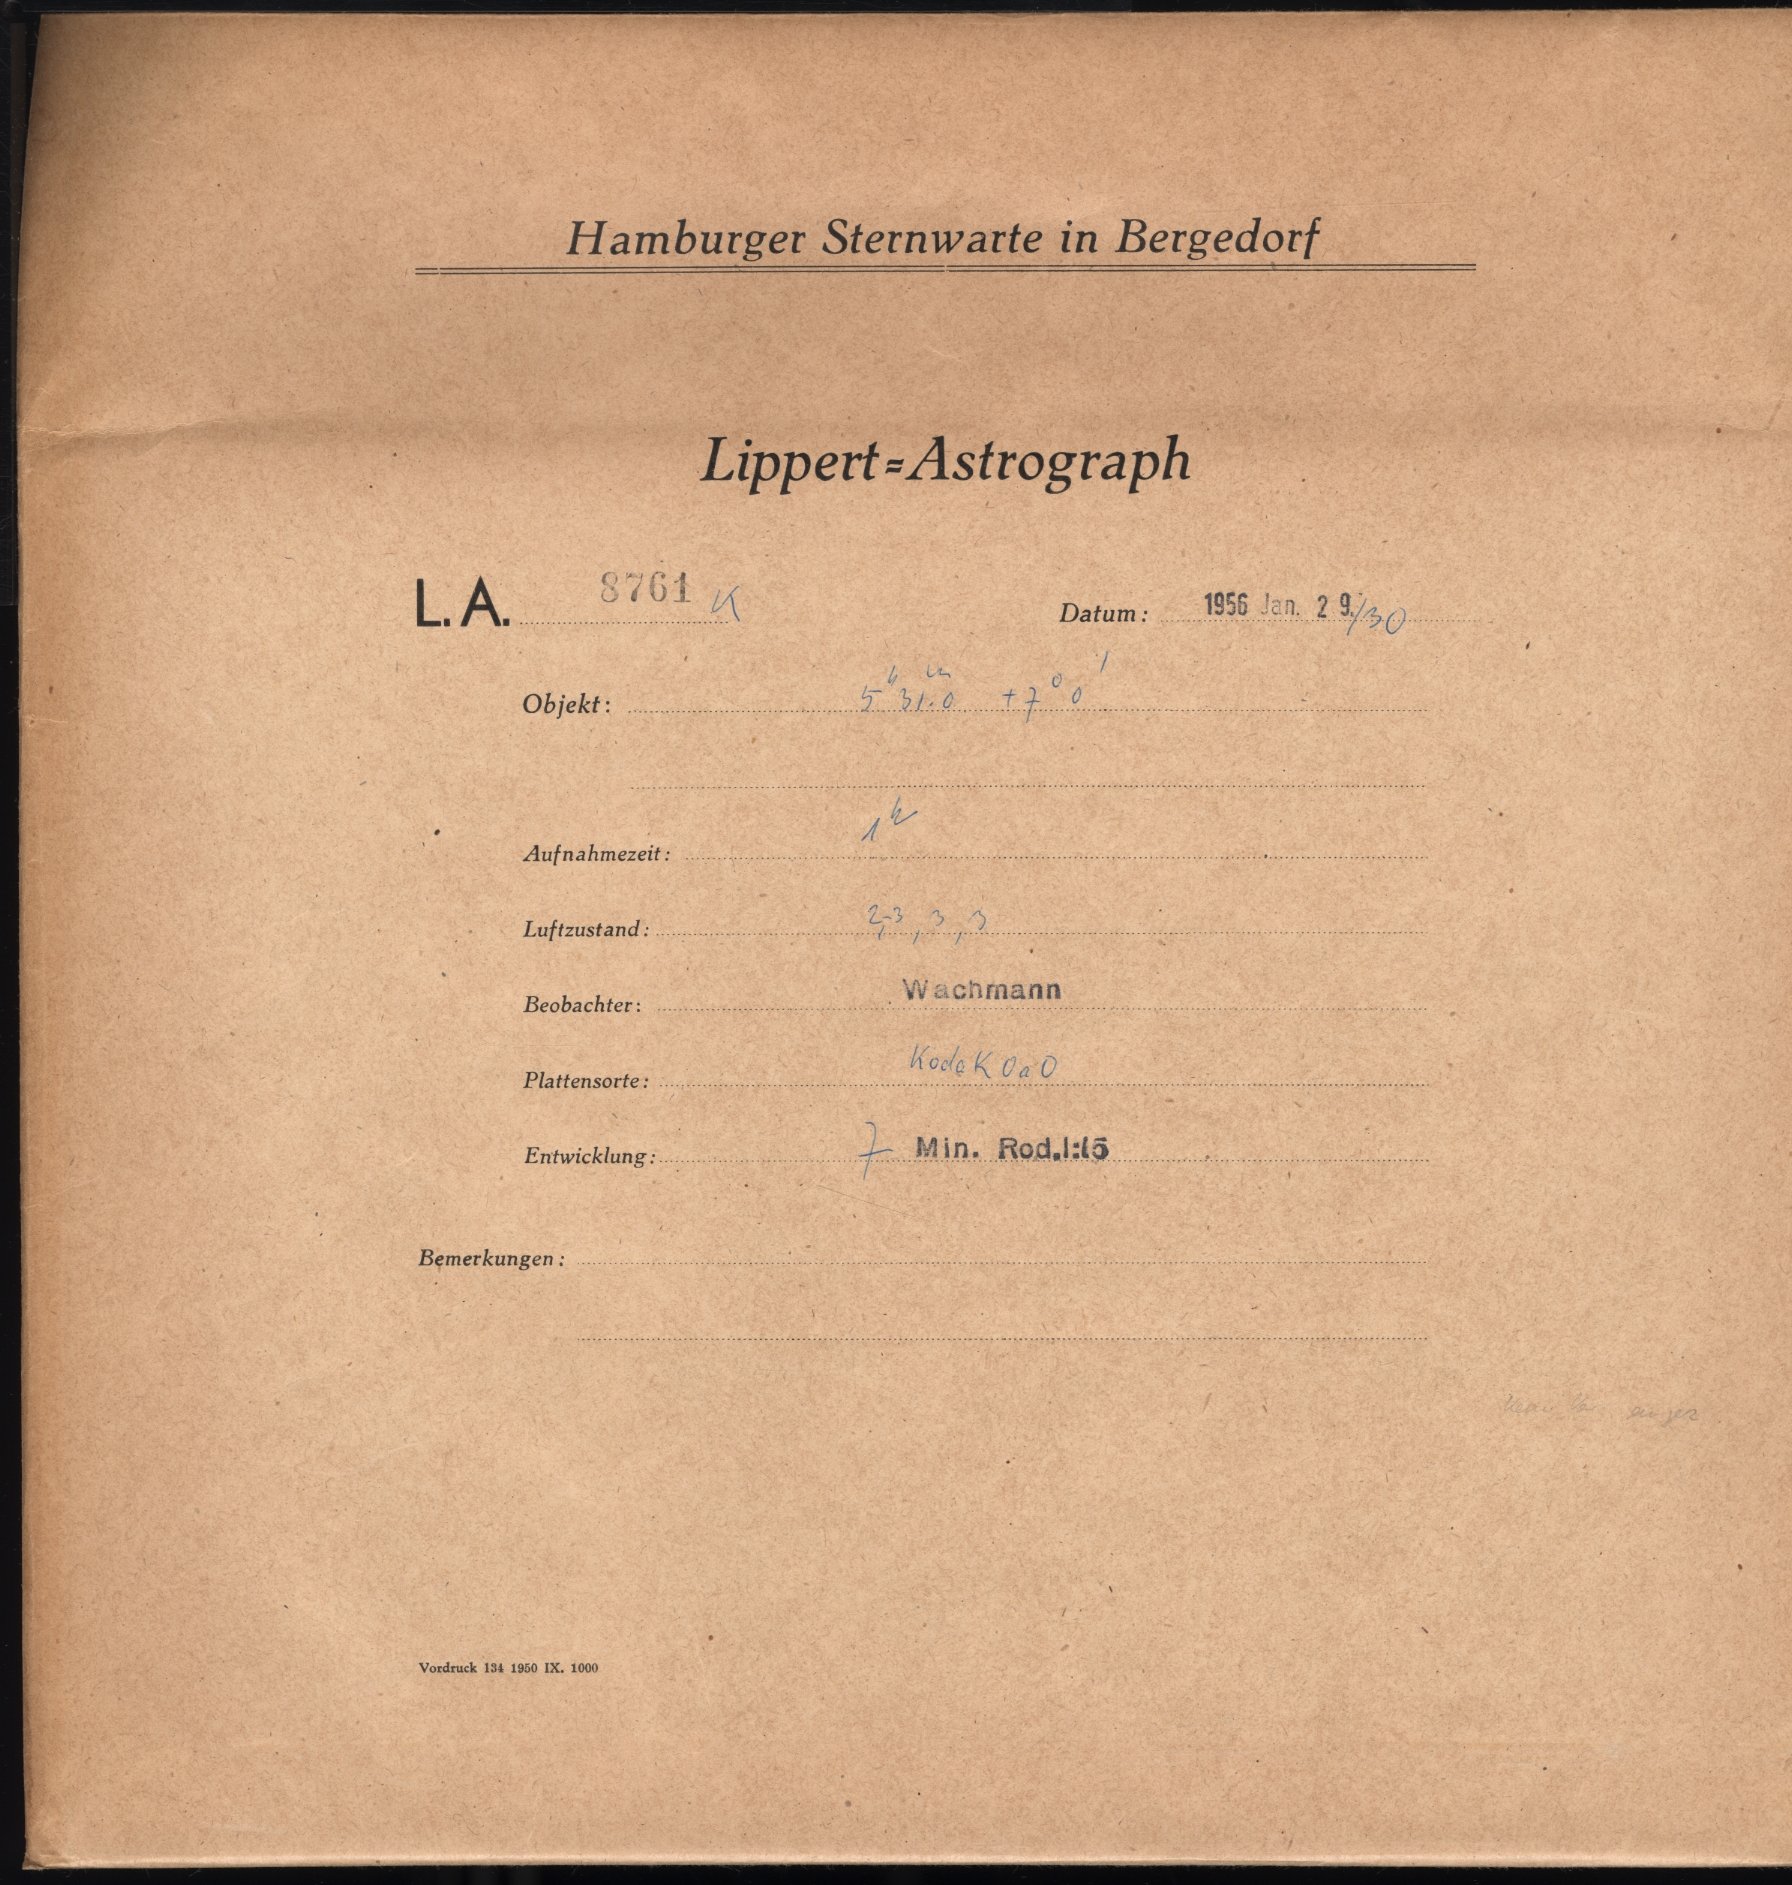 Hamburger Sternwarte in Bergedorf
Lippert=Astrograph
L. A. 8761 K
Datum: 1956 Jan. 29./30
Objekt: 5h 31.0m +7° 0'
Aufnahmezeit: 1h
Luftzustand: 2-3, 3, 3
Beobachter: Wachmann
Plattensorte: Kodak OaO
Entwicklung: 7 Min. Rod.1:15
Bemerkungen:
Vordruck 134 1950 IX. 1000